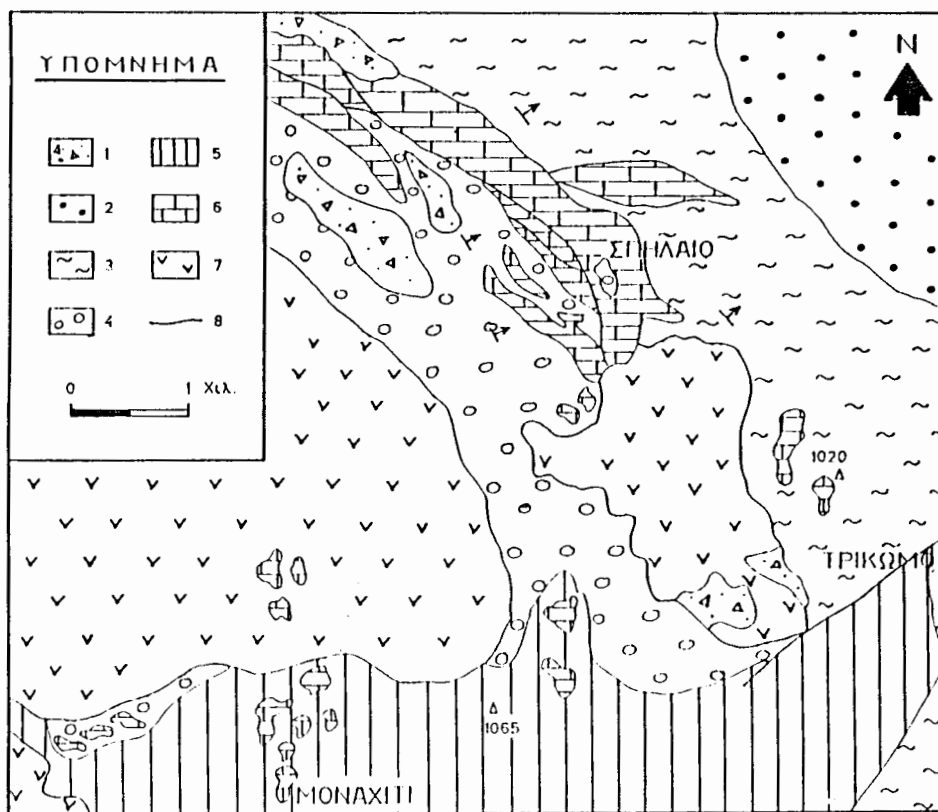 ΥΠΟΜΝΗΜΑ
1 5
2 6
3 7
4 8
0 1 Χιλ.
N
ΣΠΗΛΑΙΟ
1020
ΤΡΙΚΩΜΟ
1065
ΜΟΝΑΧΙΤΙ